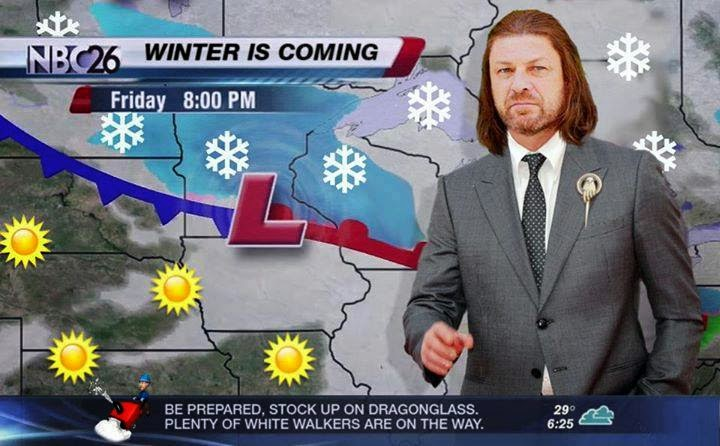 NBC26 WINTER IS COMING
Friday 8:00 PM
L
BE PREPARED, STOCK UP ON DRAGONGLASS.
PLENTY OF WHITE WALKERS ARE ON THE WAY.
29°
6:25